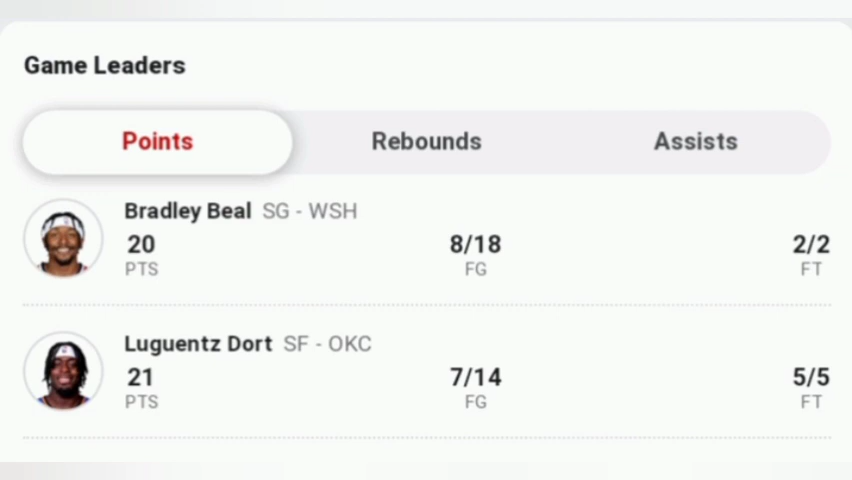 Game Leaders
Points Rebounds Assists
Bradley Beal SG - WSH
20 8/18 2/2
PTS FG FT
Luguentz Dort SF - OKC
21 7/14 5/5
PTS FG FT